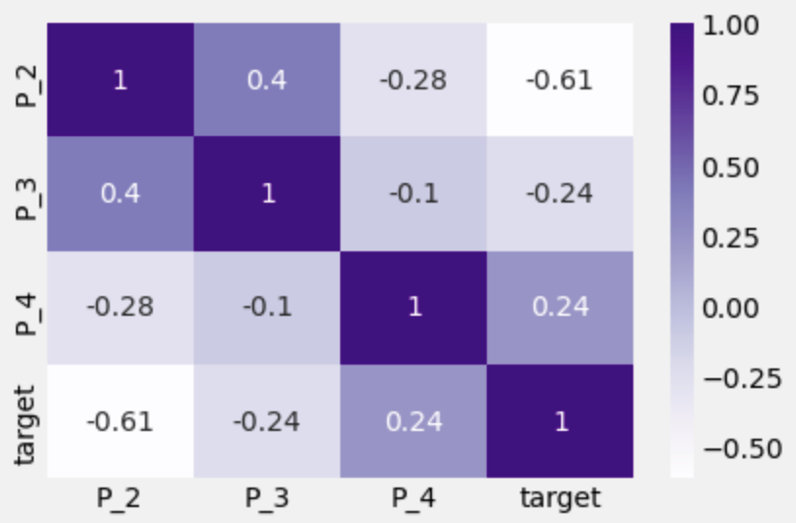 P_2 1 0.4 -0.28 -0.61
P_3 0.4 1 -0.1 -0.24
P_4 -0.28 -0.1 1 0.24
target -0.61 -0.24 0.24 1
P_2 P_3 P_4 target
1.00
0.75
0.50
0.25
0.00
−0.25
−0.50